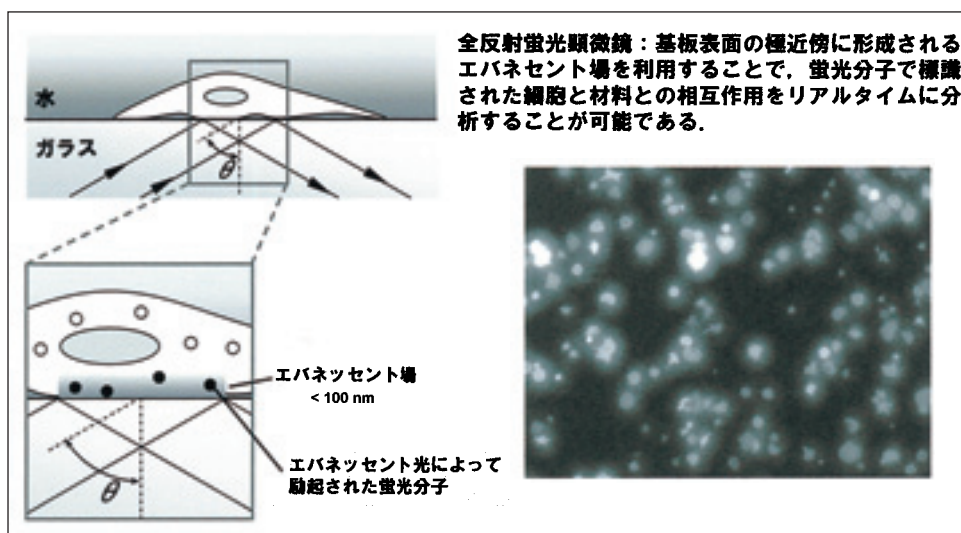 全反射蛍光顕微鏡：基板表面の極近傍に形成される
エバネセント場を利用することで，蛍光分子で標識
された細胞と材料との相互作用をリアルタイムに分
析することが可能である．
水
ガラス
θ
エバネッセント場
< 100 nm
エバネッセント光によって
励起された蛍光分子
θ